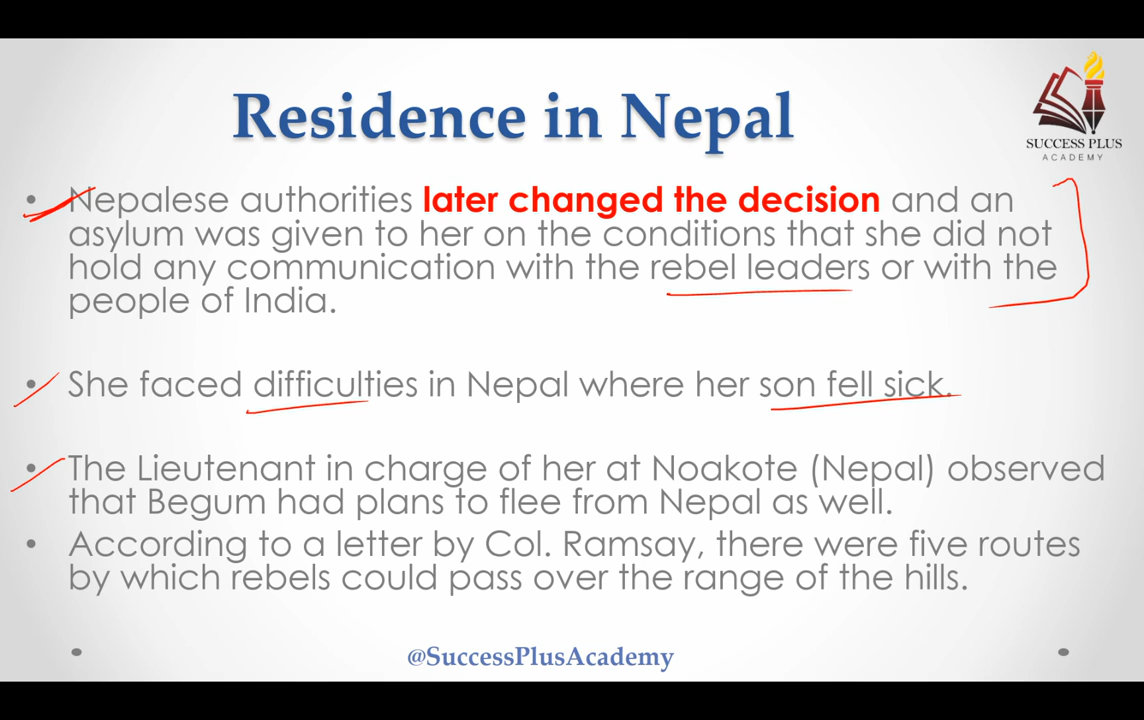 Residence in Nepal
SUCCESS PLUS
ACADEMY
• Nepalese authorities later changed the decision and an
asylum was given to her on the conditions that she did not
hold any communication with the rebel leaders or with the
people of India.
• She faced difficulties in Nepal where her son fell sick.
• The Lieutenant in charge of her at Noakote (Nepal) observed
that Begum had plans to flee from Nepal as well.
• According to a letter by Col. Ramsay, there were five routes
by which rebels could pass over the range of the hills.
@SuccessPlusAcademy